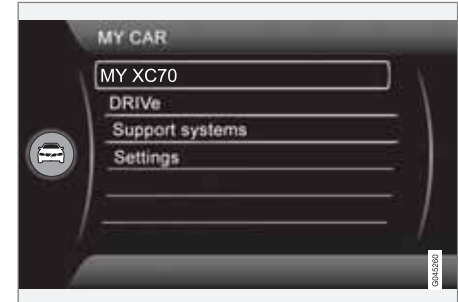 MY CAR
MY XC70
DRIVe
Support systems
Settings
G045260